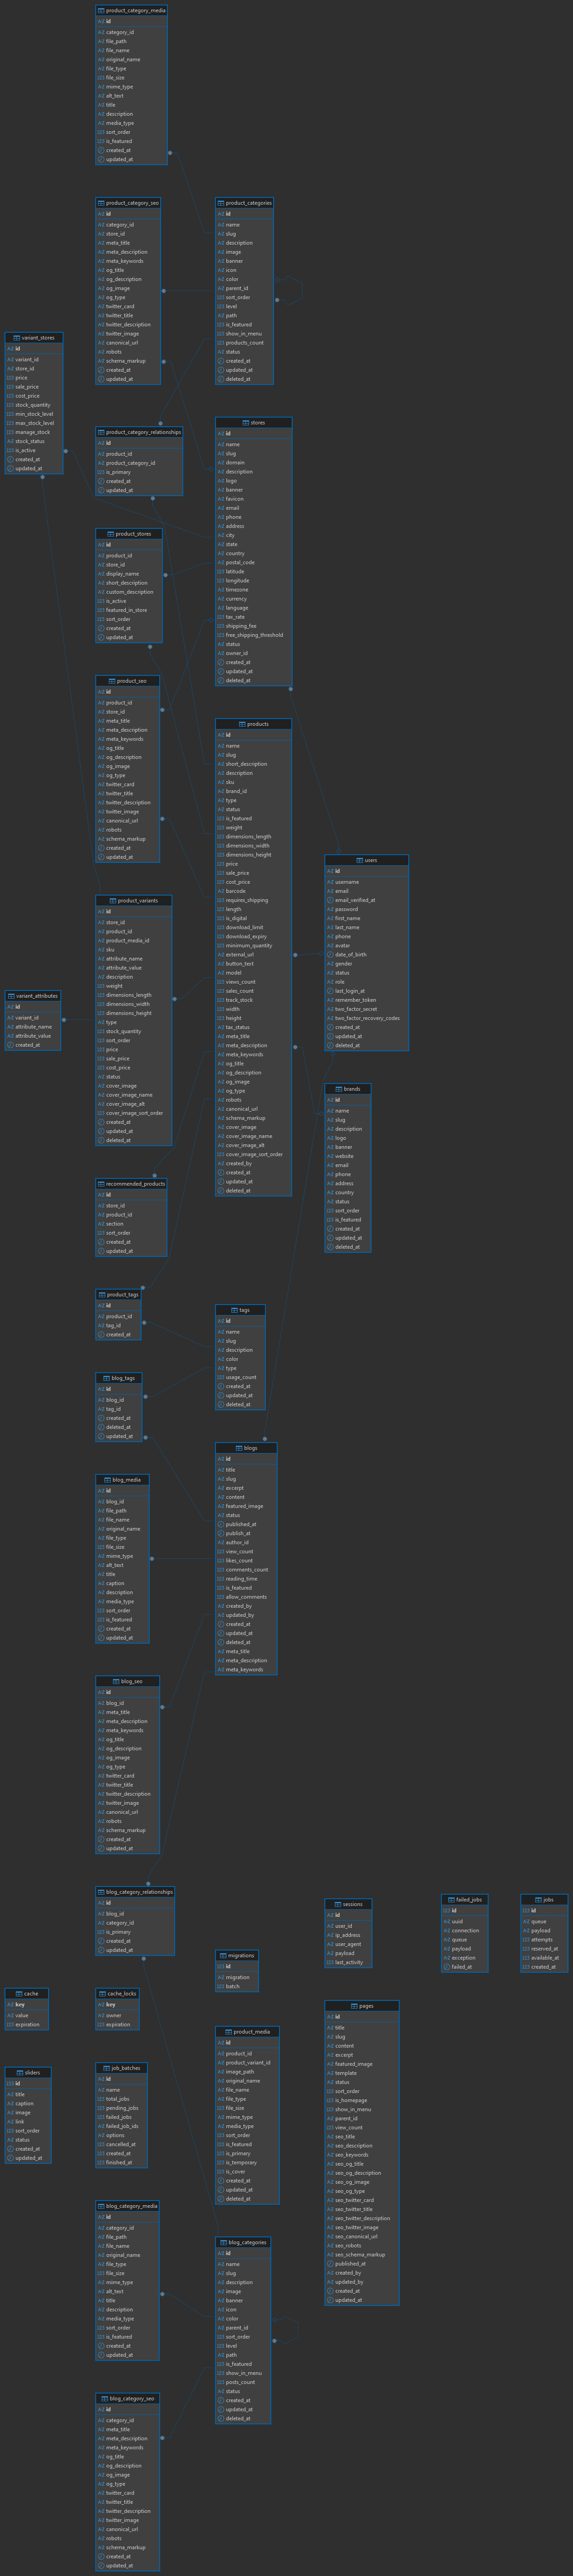 product_category_media
id
category_id
file_path
file_name
original_name
file_type
file_size
mime_type
alt_text
title
description
media_type
sort_order
is_featured
created_at
updated_at
product_category_seo
id
category_id
store_id
meta_title
meta_description
meta_keywords
og_title
og_description
og_image
og_type
twitter_card
twitter_title
twitter_description
twitter_image
canonical_url
robots
schema_markup
created_at
updated_at
product_categories
id
name
slug
description
image
banner
icon
color
parent_id
sort_order
level
path
is_featured
show_in_menu
products_count
status
created_at
updated_at
deleted_at
variant_stores
id
variant_id
store_id
price
sale_price
cost_price
stock_quantity
min_stock_level
max_stock_level
manage_stock
stock_status
is_active
created_at
updated_at
product_category_relationships
id
product_id
product_category_id
is_primary
created_at
updated_at
stores
id
name
slug
domain
description
logo
banner
favicon
email
phone
address
city
state
country
postal_code
latitude
longitude
timezone
currency
language
tax_rate
shipping_fee
free_shipping_threshold
status
owner_id
created_at
updated_at
deleted_at
product_stores
id
product_id
store_id
display_name
short_description
custom_description
is_active
featured_in_store
sort_order
created_at
updated_at
product_seo
id
product_id
store_id
meta_title
meta_description
meta_keywords
og_title
og_description
og_image
og_type
twitter_card
twitter_title
twitter_description
twitter_image
canonical_url
robots
schema_markup
created_at
updated_at
products
id
name
slug
short_description
description
sku
brand_id
type
status
is_featured
weight
dimensions_length
dimensions_width
dimensions_height
price
sale_price
cost_price
barcode
requires_shipping
length
is_digital
download_limit
download_expiry
minimum_quantity
external_url
button_text
model
views_count
sales_count
track_stock
width
height
tax_status
meta_title
meta_description
meta_keywords
og_title
og_description
og_image
og_type
robots
canonical_url
schema_markup
cover_image
cover_image_name
cover_image_alt
cover_image_sort_order
created_by
created_at
updated_at
deleted_at
users
id
username
email
email_verified_at
password
first_name
last_name
phone
avatar
date_of_birth
gender
status
role
last_login_at
remember_token
two_factor_secret
two_factor_recovery_codes
created_at
updated_at
deleted_at
product_variants
id
store_id
product_id
product_media_id
sku
attribute_name
attribute_value
description
weight
dimensions_length
dimensions_width
dimensions_height
type
stock_quantity
sort_order
price
sale_price
cost_price
status
cover_image
cover_image_name
cover_image_alt
cover_image_sort_order
created_at
updated_at
deleted_at
variant_attributes
id
variant_id
attribute_name
attribute_value
created_at
brands
id
name
slug
description
logo
banner
website
email
phone
address
country
status
sort_order
is_featured
created_at
updated_at
deleted_at
recommended_products
id
store_id
product_id
section
sort_order
created_at
updated_at
product_tags
id
product_id
tag_id
created_at
tags
id
name
slug
description
color
type
usage_count
created_at
updated_at
deleted_at
blog_tags
id
blog_id
tag_id
created_at
deleted_at
updated_at
blogs
id
title
slug
excerpt
content
featured_image
status
published_at
publish_at
author_id
view_count
likes_count
comments_count
reading_time
is_featured
allow_comments
created_by
updated_by
created_at
updated_at
deleted_at
meta_title
meta_description
meta_keywords
blog_media
id
blog_id
file_path
file_name
original_name
file_type
file_size
mime_type
alt_text
title
caption
description
media_type
sort_order
is_featured
created_at
updated_at
blog_seo
id
blog_id
meta_title
meta_description
meta_keywords
og_title
og_description
og_image
og_type
twitter_card
twitter_title
twitter_description
twitter_image
canonical_url
robots
schema_markup
created_at
updated_at
blog_category_relationships
id
blog_id
category_id
is_primary
created_at
updated_at
sessions
id
user_id
ip_address
user_agent
payload
last_activity
failed_jobs
id
uuid
connection
queue
payload
exception
failed_at
jobs
id
queue
payload
attempts
reserved_at
available_at
created_at
migrations
id
migration
batch
cache
key
value
expiration
cache_locks
key
owner
expiration
pages
id
title
slug
content
excerpt
featured_image
template
status
sort_order
is_homepage
show_in_menu
parent_id
view_count
seo_title
seo_description
seo_keywords
seo_og_title
seo_og_description
seo_og_image
seo_og_type
seo_twitter_card
seo_twitter_title
seo_twitter_description
seo_twitter_image
seo_canonical_url
seo_robots
seo_schema_markup
published_at
created_by
updated_by
created_at
updated_at
product_media
id
product_id
product_variant_id
image_path
original_name
file_name
file_type
file_size
mime_type
media_type
sort_order
is_featured
is_primary
is_temporary
is_cover
created_at
updated_at
deleted_at
sliders
id
title
caption
image
link
sort_order
status
created_at
updated_at
job_batches
id
name
total_jobs
pending_jobs
failed_jobs
failed_job_ids
options
cancelled_at
created_at
finished_at
blog_category_media
id
category_id
file_path
file_name
original_name
file_type
file_size
mime_type
alt_text
title
description
media_type
sort_order
is_featured
created_at
updated_at
blog_categories
id
name
slug
description
image
banner
icon
color
parent_id
sort_order
level
path
is_featured
show_in_menu
posts_count
status
created_at
updated_at
deleted_at
blog_category_seo
id
category_id
meta_title
meta_description
meta_keywords
og_title
og_description
og_image
og_type
twitter_card
twitter_title
twitter_description
twitter_image
canonical_url
robots
schema_markup
created_at
updated_at